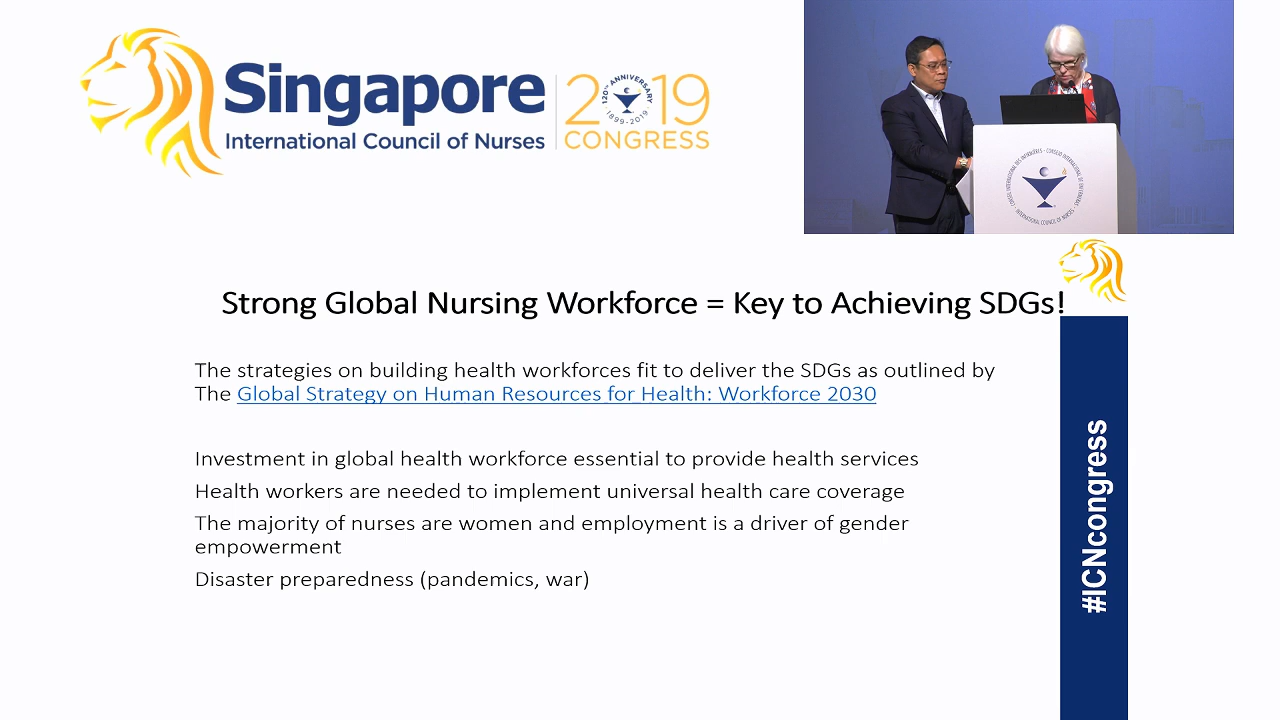 Singapore
International Council of Nurses
2019
120TH ANNIVERSARY
1899-2019
CONGRESS
INTERNATIONAL COUNCIL OF NURSES
Strong Global Nursing Workforce = Key to Achieving SDGs!
The strategies on building health workforces fit to deliver the SDGs as outlined by
The Global Strategy on Human Resources for Health: Workforce 2030
Investment in global health workforce essential to provide health services
Health workers are needed to implement universal health care coverage
The majority of nurses are women and employment is a driver of gender
empowerment
Disaster preparedness (pandemics, war)
#ICNcongress